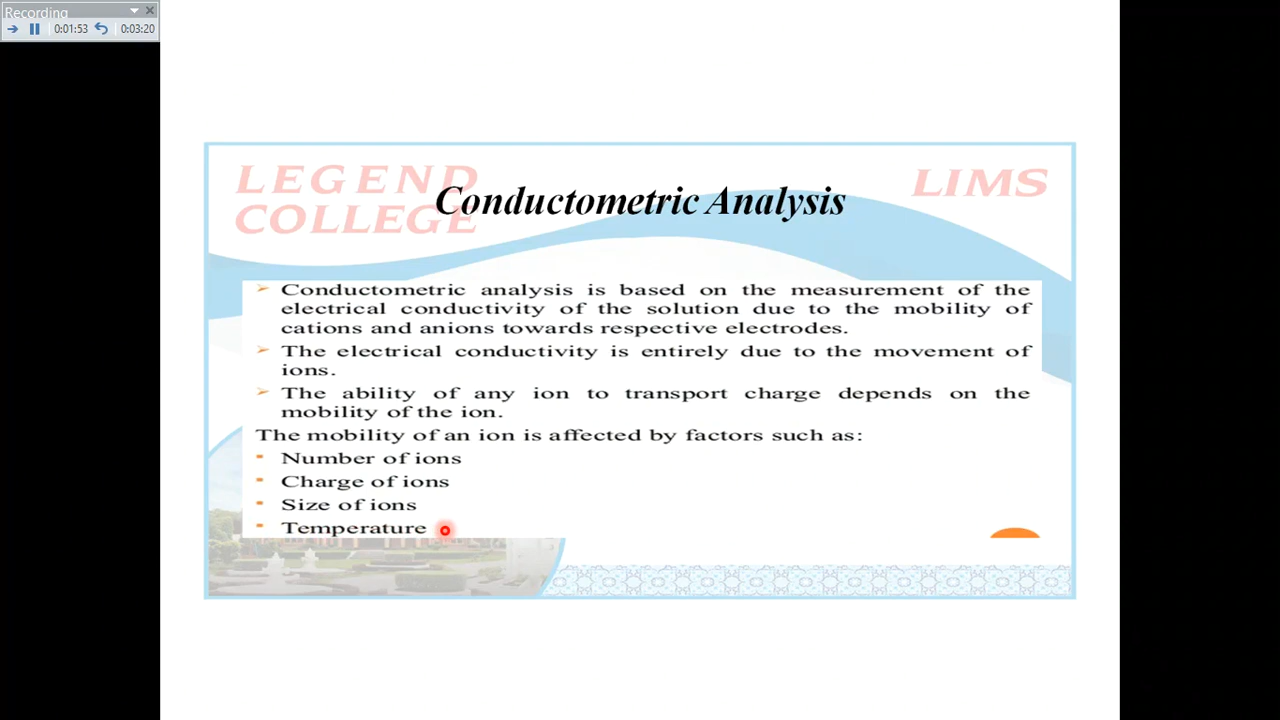 Recording
0:01:53 0:03:20
LEGEND
COLLEGE
LIMS
Conductometric Analysis
➢ Conductometric analysis is based on the measurement of the
electrical conductivity of the solution due to the mobility of
cations and anions towards respective electrodes.
➢ The electrical conductivity is entirely due to the movement of
ions.
➢ The ability of any ion to transport charge depends on the
mobility of the ion.
The mobility of an ion is affected by factors such as:
▪ Number of ions
▪ Charge of ions
▪ Size of ions
▪ Temperature